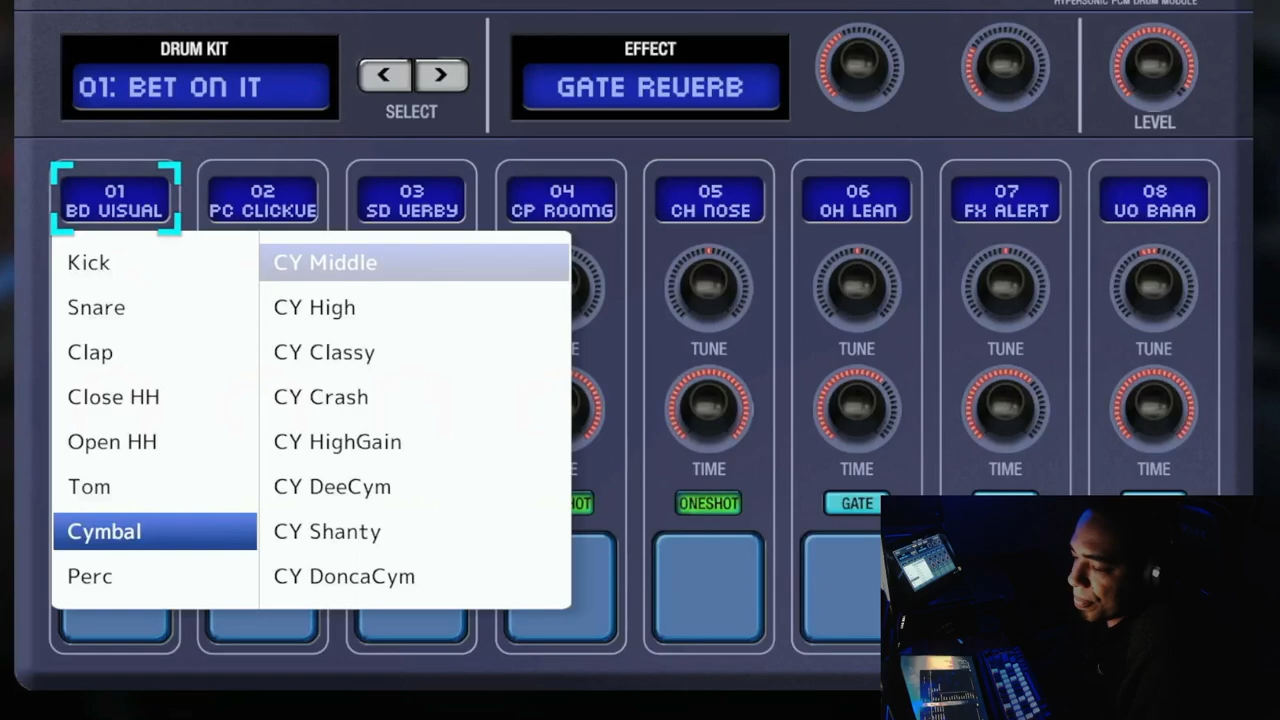 HYPERSONIC PCM DRUM MODULE
DRUM KIT
01: BET ON IT
< >
SELECT
EFFECT
GATE REVERB
LEVEL
01
BD VISUAL
02
PC CLICKVE
03
SD VERBY
04
CP ROOMG
05
CH NOSE
06
OH LEAN
07
FX ALERT
08
VO BAAA
Kick
Snare
Clap
Close HH
Open HH
Tom
Cymbal
Perc
CY Middle
CY High
CY Classy
CY Crash
CY HighGain
CY DeeCym
CY Shanty
CY DoncaCym
E
TUNE
TUNE
TUNE
TUNE
E
TIME
TIME
TIME
TIME
HOT
ONESHOT
GATE